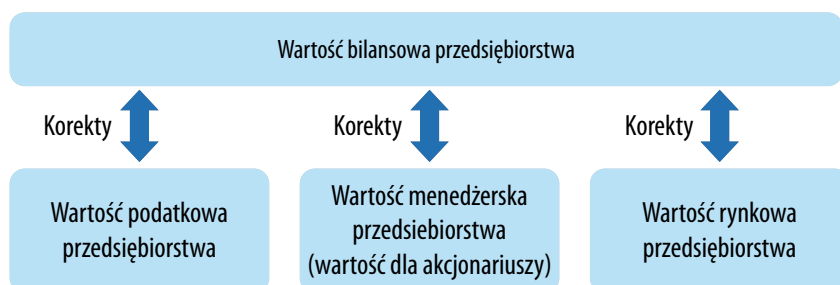 Wartość bilansowa przedsiębiorstwa
Korekty
Korekty
Korekty
Wartość podatkowa
przedsiębiorstwa
Wartość menedżerska
przedsiebiorstwa
(wartość dla akcjonariuszy)
Wartość rynkowa
przedsiębiorstwa